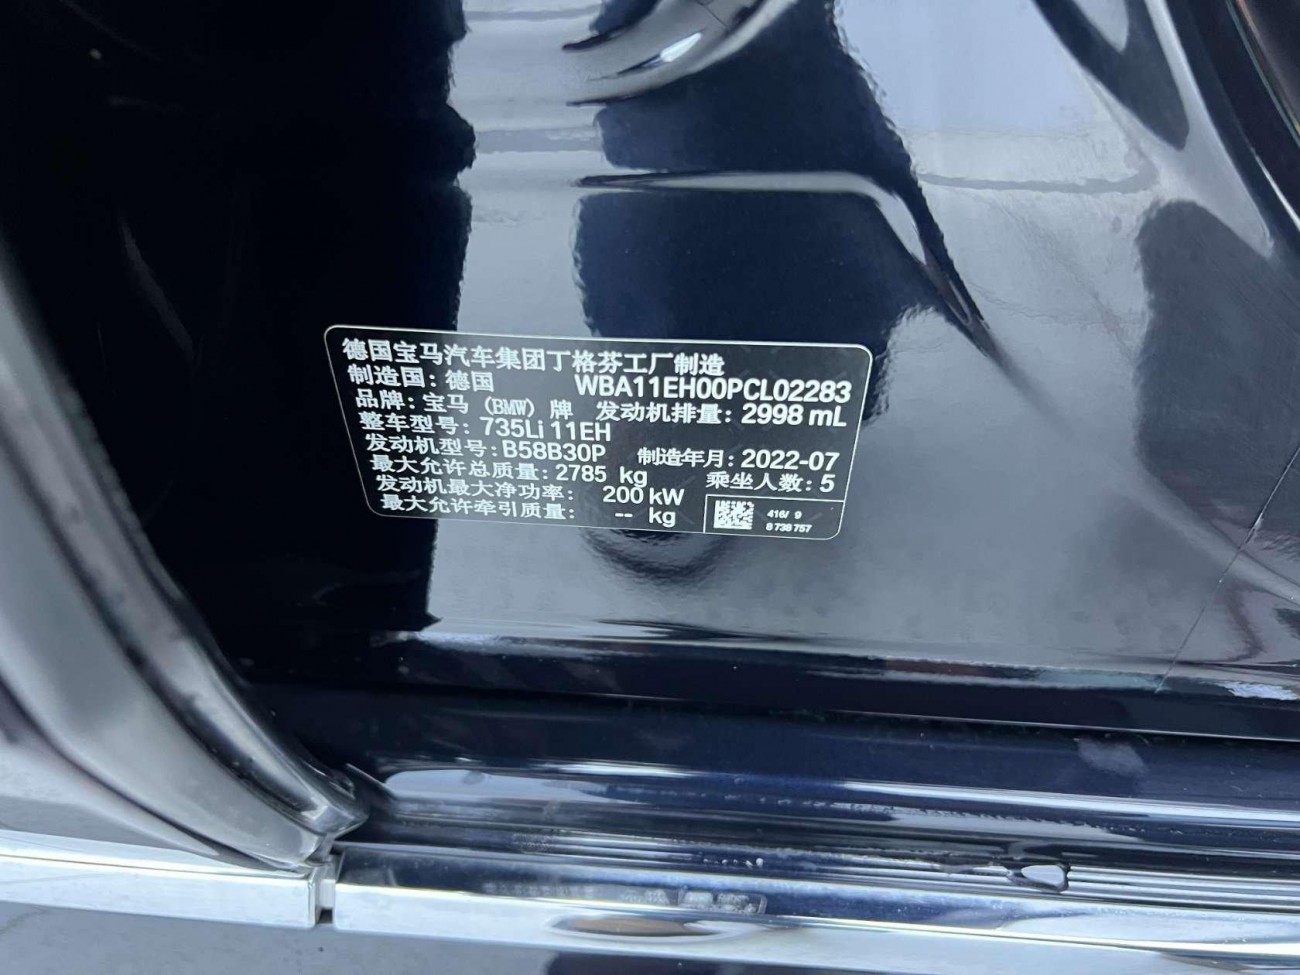 德国宝马汽车集团丁格芬工厂制造
制造国：德国 WBA11EH00PCL02283
品牌：宝马（BMW）牌 发动机排量：2998 mL
整车型号：735Li 11EH
发动机型号：B58B30P 制造年月：2022-07
最大允许总质量：2785 kg 乘坐人数：5
发动机最大净功率： 200 kW
最大允许牵引质量： -- kg
416/ 9
8 738 757